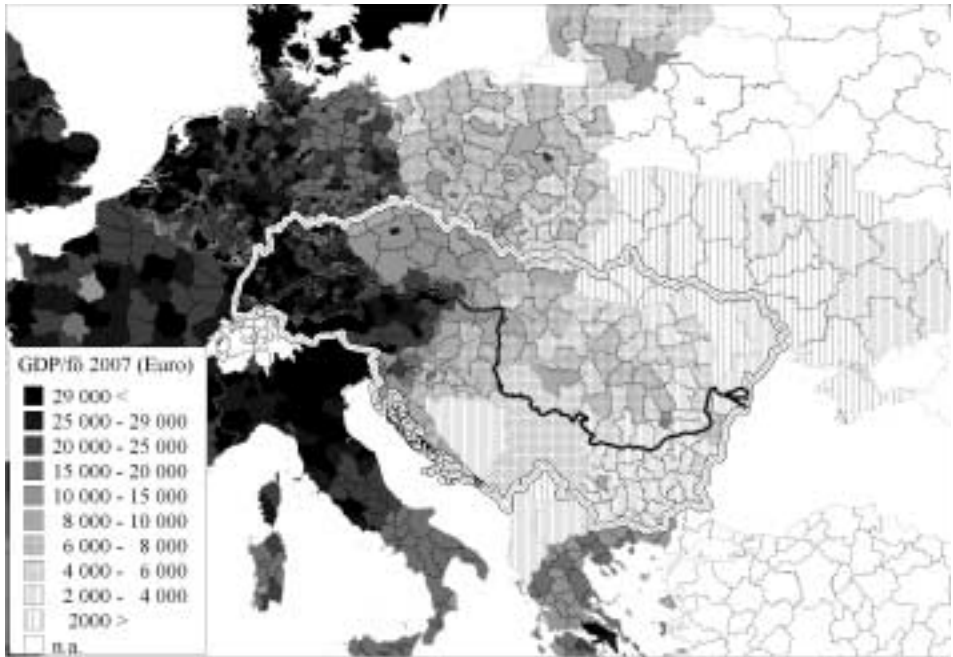 GDP/fő 2007 (Euro)
29 000 <
25 000 - 29 000
20 000 - 25 000
15 000 - 20 000
10 000 - 15 000
8 000 - 10 000
6 000 - 8 000
4 000 - 6 000
2 000 - 4 000
2000 >
n.a.